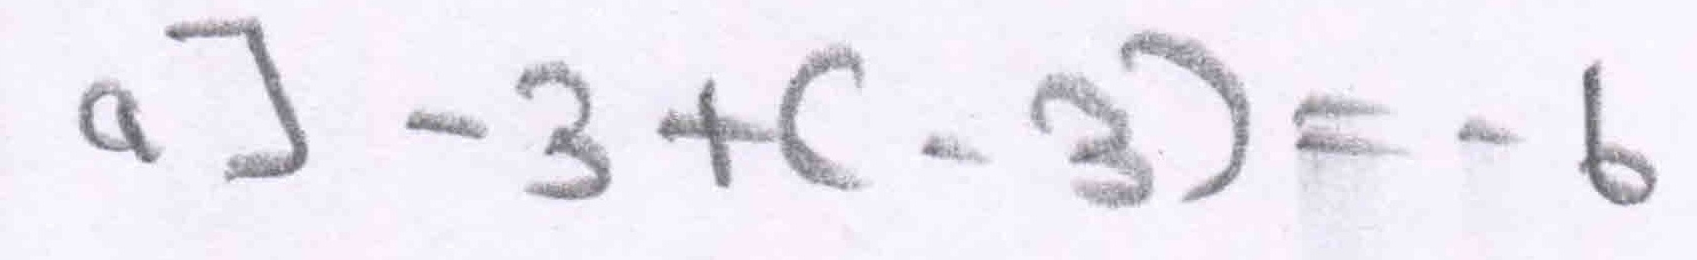 a] -3+(-3) = -6